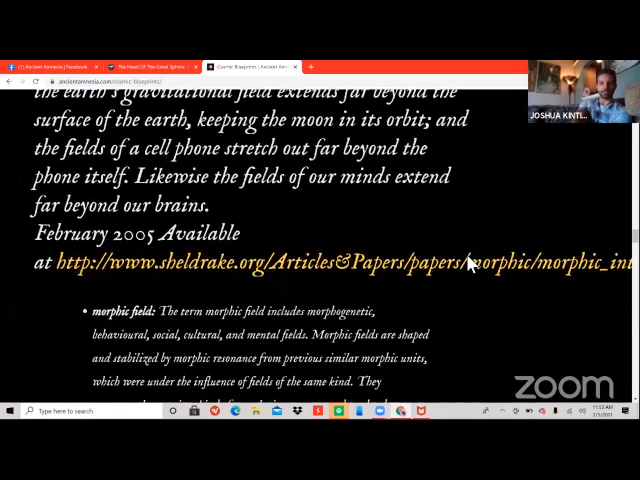 (1) Ancient Amnesia | Facebook
The Head Of The Great Sphinx
Cosmic Blueprints | Ancient Amn
ancientamnesia.com/cosmic-blueprints/
JOSHUA KINTI...
the earth's gravitational field extends far beyond the
surface of the earth, keeping the moon in its orbit; and
the fields of a cell phone stretch out far beyond the
phone itself. Likewise the fields of our minds extend
far beyond our brains.
February 2005 Available
at http://www.sheldrake.org/Articles&Papers/papers/morphic/morphic_int
• morphic field: The term morphic field includes morphogenetic,
behavioural, social, cultural, and mental fields. Morphic fields are shaped
and stabilized by morphic resonance from previous similar morphic units,
which were under the influence of fields of the same kind. They
zoom
Type here to search
11:53 AM
2/5/2021